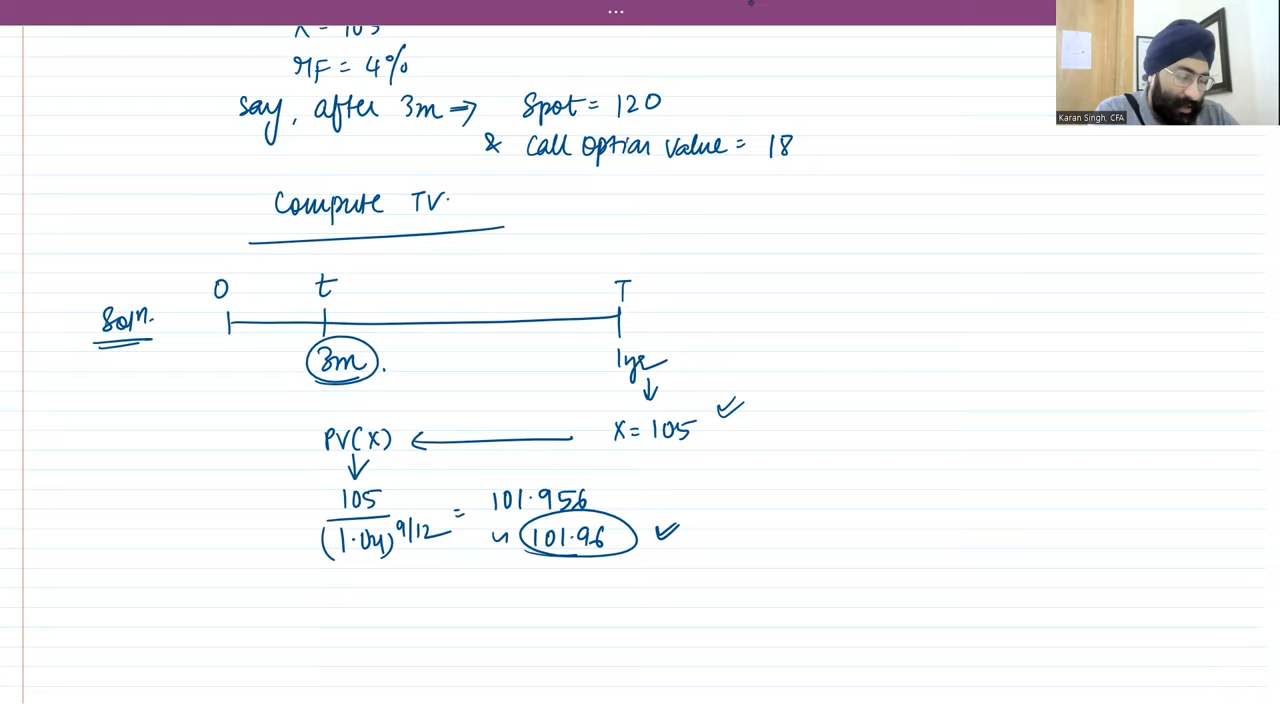 ...
Karan Singh, CFA
X = 105
rF = 4%
say, after 3m → Spot = 120
& Call Option Value = 18
Compute TV.
0 t T
Soln.
3m. 1yr
X = 105 ✓
PV(X) ←
105
(1.04)^9/12 = 101.956
≈ 101.96 ✓